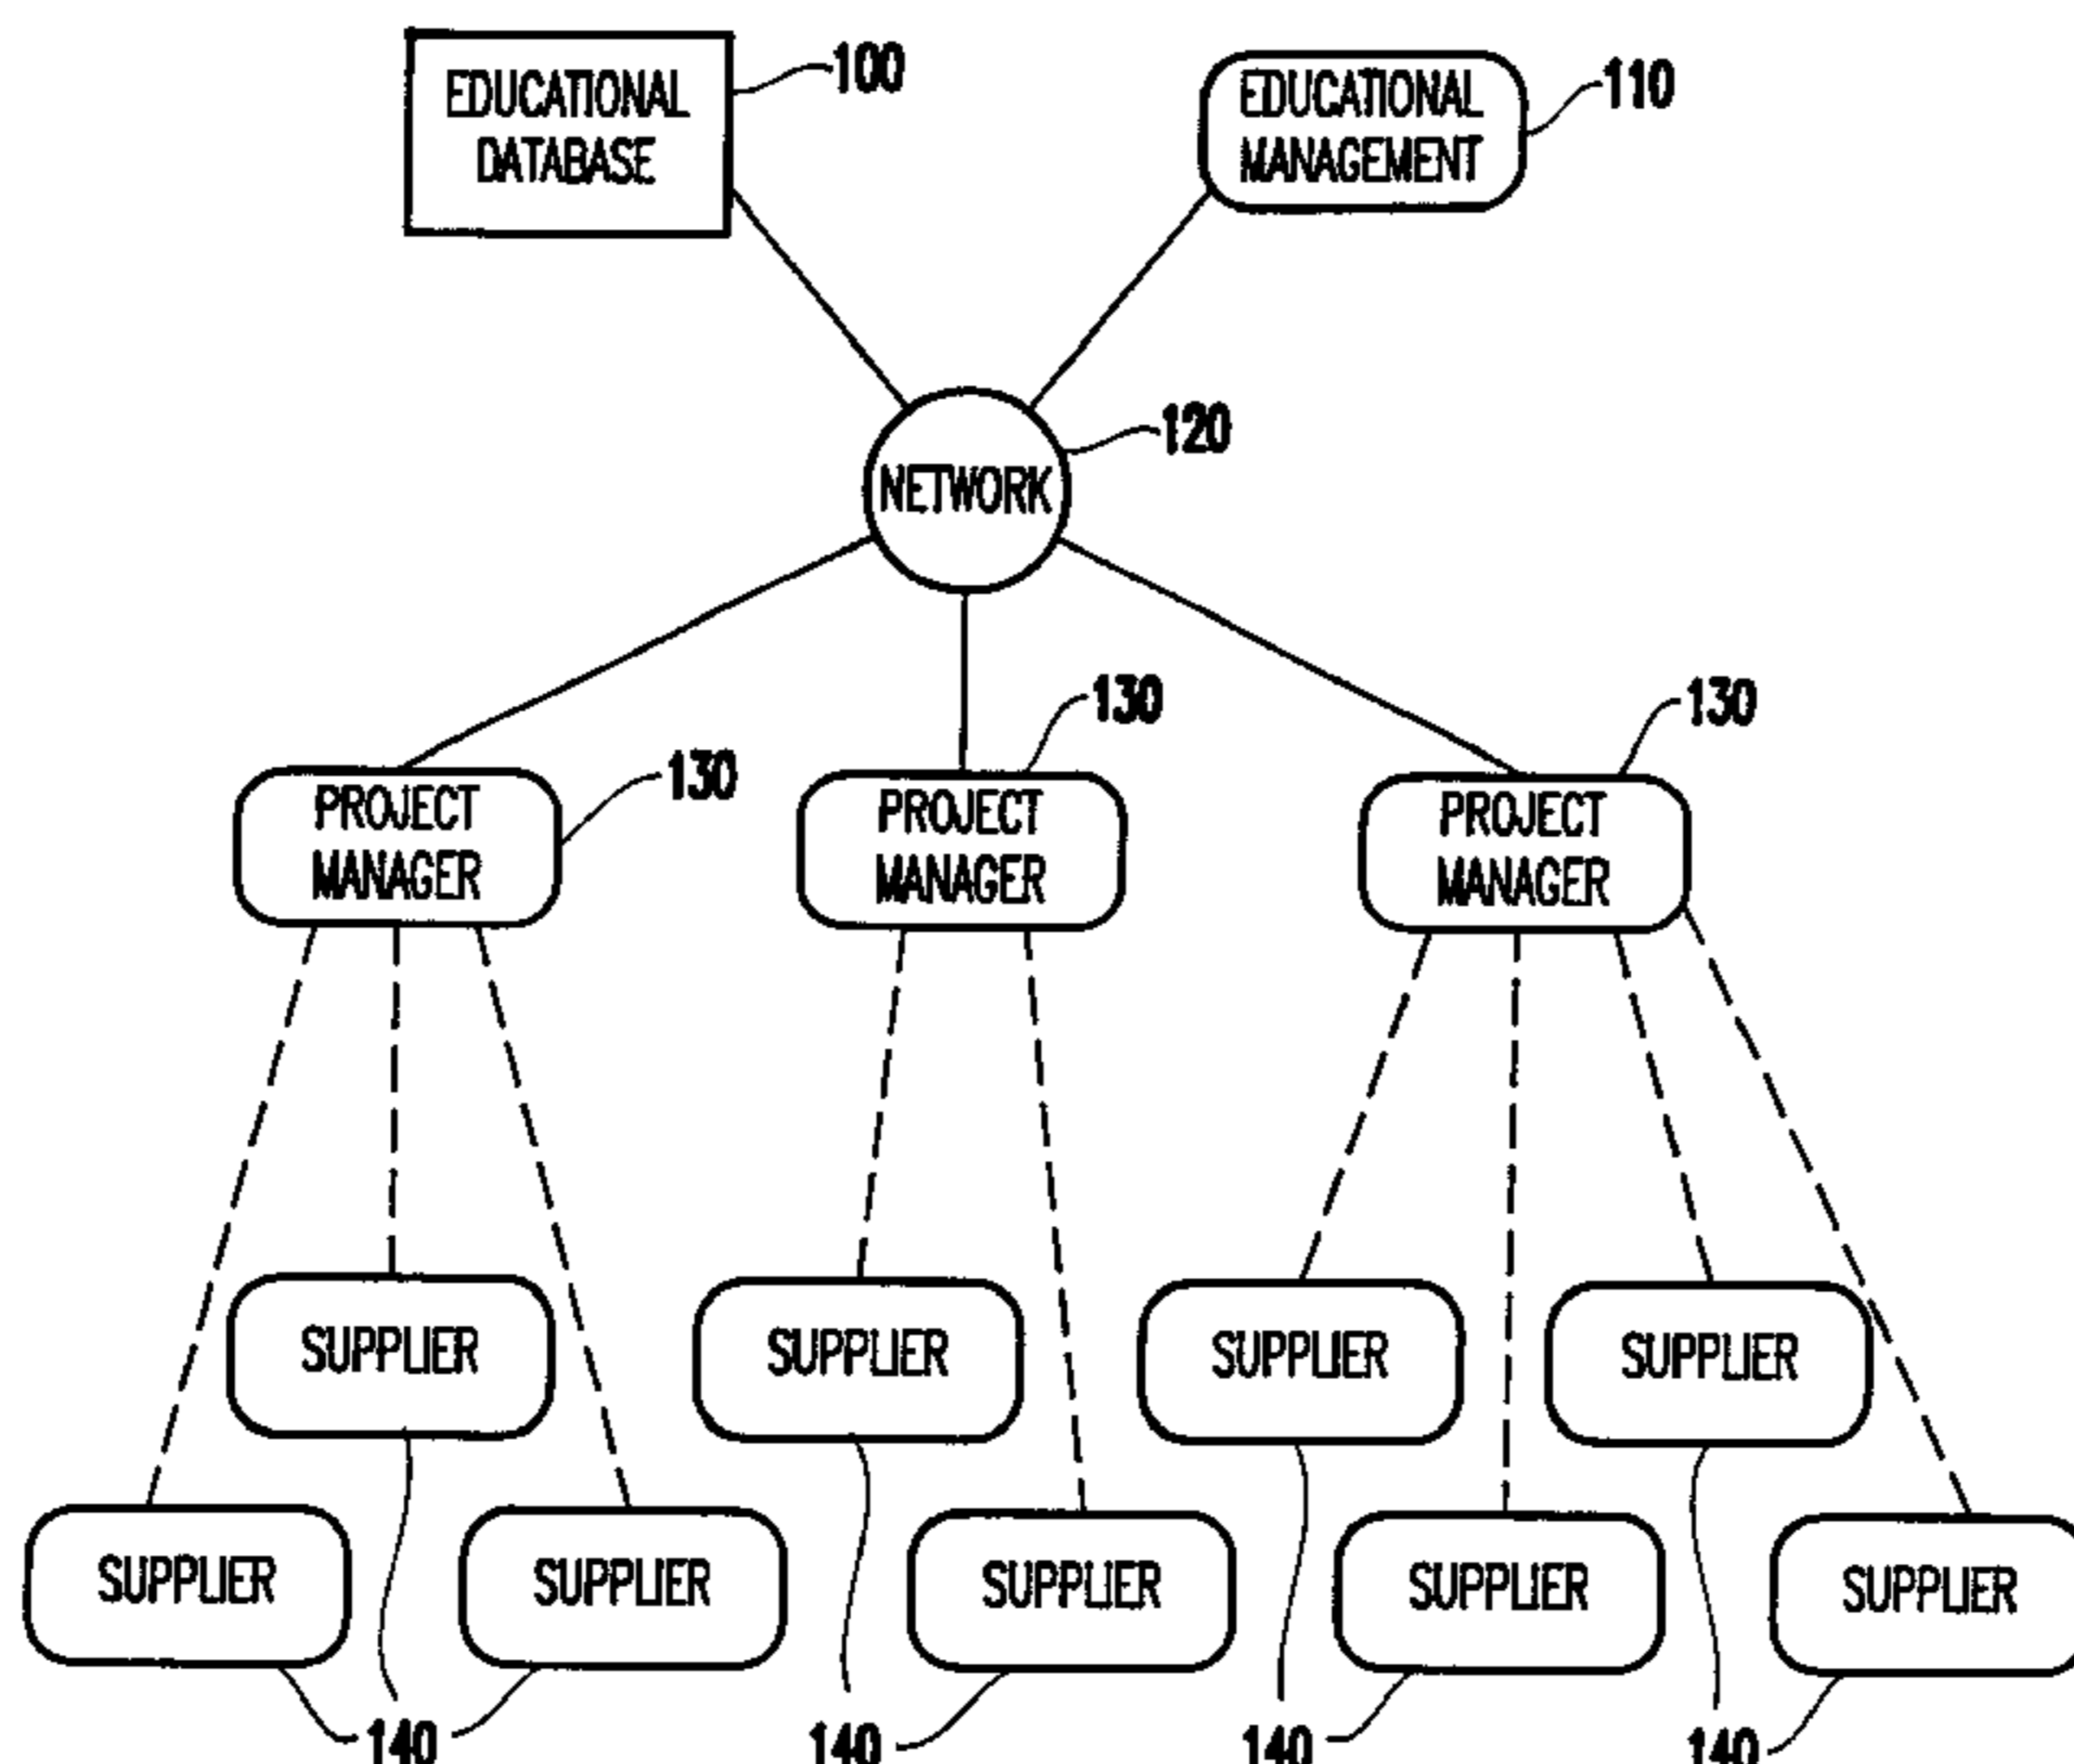 EDUCATIONAL
DATABASE
100
EDUCATIONAL
MANAGEMENT
110
NETWORK
120
PROJECT
MANAGER
130
PROJECT
MANAGER
130
PROJECT
MANAGER
130
SUPPLIER
SUPPLIER
SUPPLIER
SUPPLIER
SUPPLIER
SUPPLIER
SUPPLIER
SUPPLIER
SUPPLIER
140
140
140
140